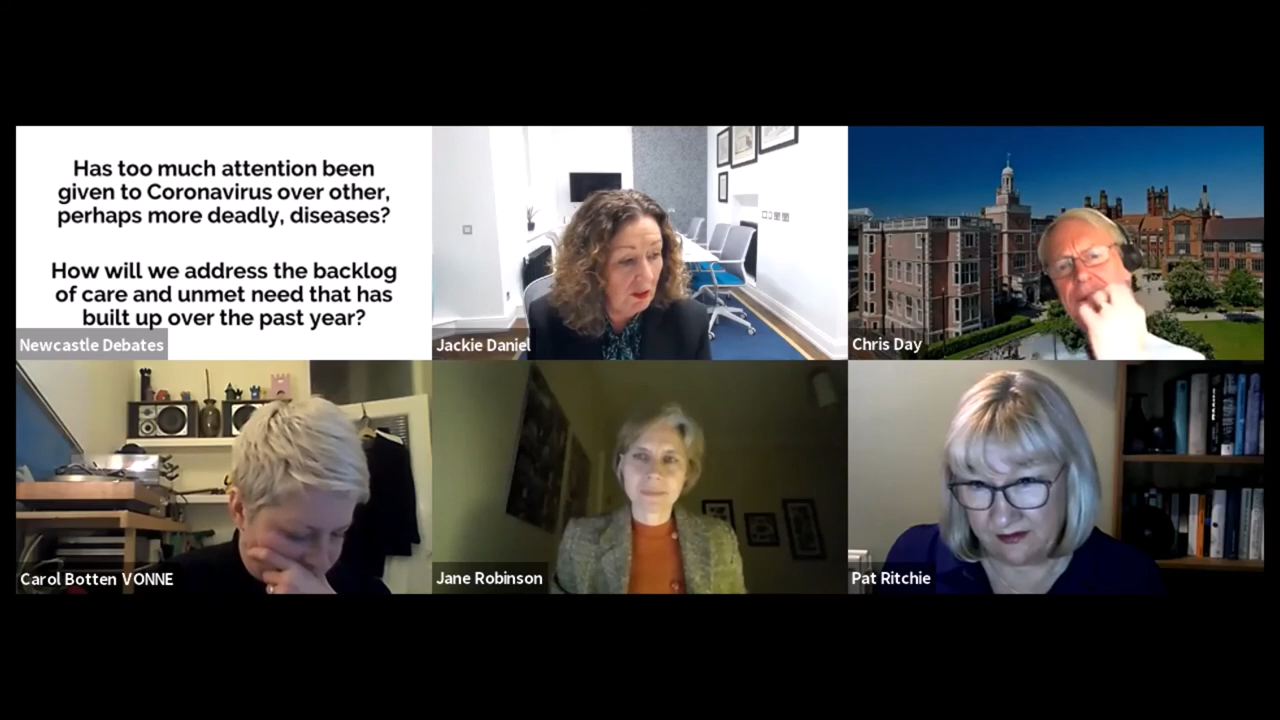 Has too much attention been
given to Coronavirus over other,
perhaps more deadly, diseases?
How will we address the backlog
of care and unmet need that has
built up over the past year?
Newcastle Debates
Jackie Daniel
Chris Day
Carol Botten VONNE
Jane Robinson
Pat Ritchie